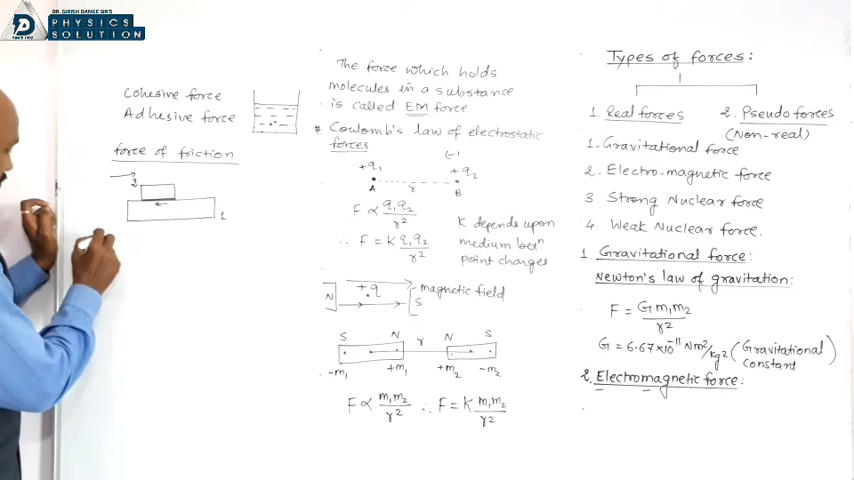 DR. GIRISH DANGE SIR'S
PHYSICS
SOLUTION
Cohesive force
Adhesive force
force of friction
2
1
The force which holds
molecules in a substance
is called EM force
* Coulomb's law of electrostatic
forces
(-)
+q1 +q2
A r B
F ∝ q1q2/r2
∴ F = K q1q2/r2
K depends upon
medium betn
point charges
N +q S
magnetic field
S N r N S
-m1 +m1 +m2 -m2
F ∝ m1m2/r2 ∴ F = K m1m2/r2
Types of forces:
1. Real forces 2. Pseudo forces
(Non-real)
1. Gravitational force
2. Electro-magnetic force
3 Strong Nuclear force
4. Weak Nuclear force.
1. Gravitational force:
Newton's law of gravitation:
F = G m1m2/r2
G = 6.67×10-11 Nm2/kg2 (Gravitational
constant)
2. Electromagnetic force: